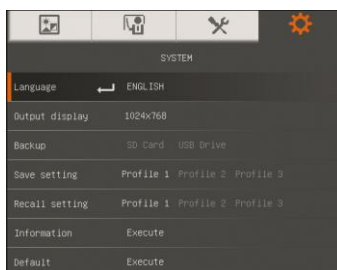 SYSTEM
Language ENGLISH
Output display 1024x768
Backup SD Card USB Drive
Save setting Profile 1 Profile 2 Profile 3
Recall setting Profile 1 Profile 2 Profile 3
Information Execute
Default Execute